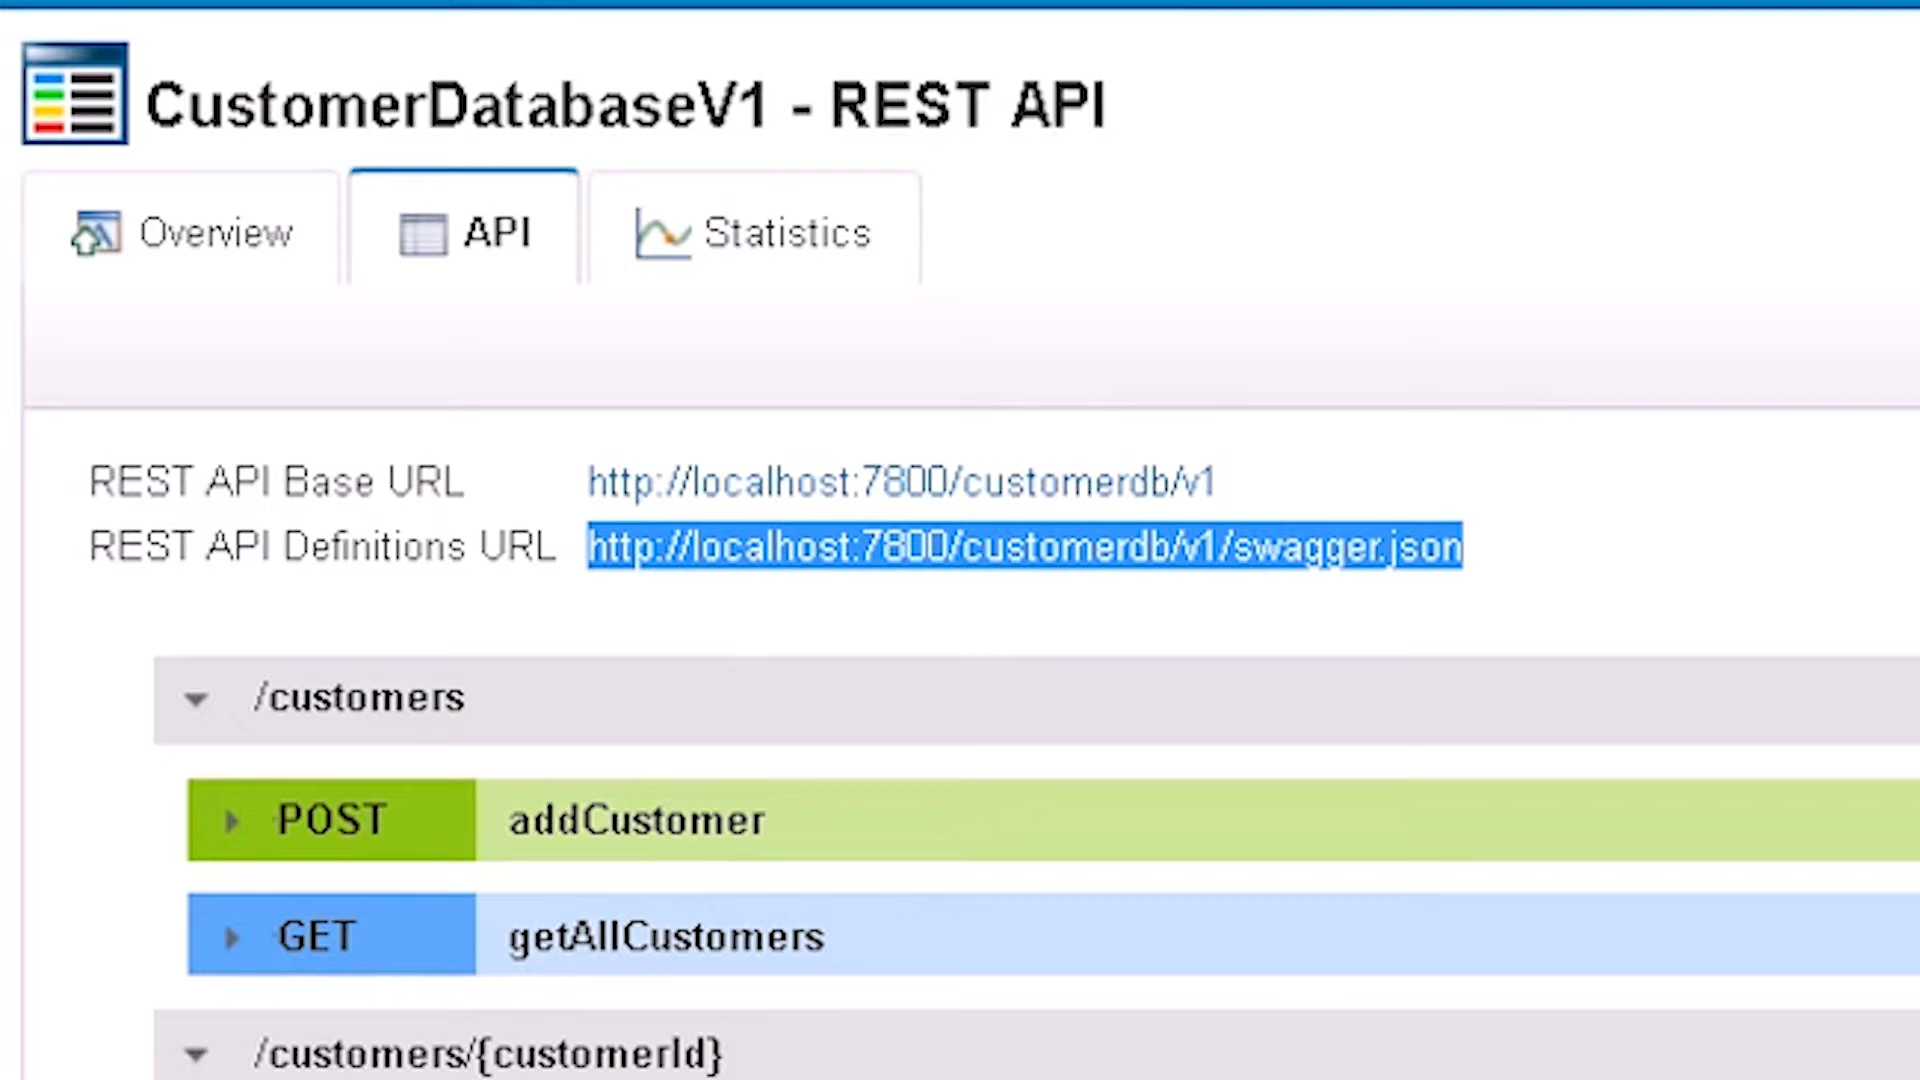 CustomerDatabaseV1 - REST API
Overview API Statistics
REST API Base URL http://localhost:7800/customerdb/v1
REST API Definitions URL http://localhost:7800/customerdb/v1/swagger.json
/customers
POST addCustomer
GET getAllCustomers
/customers/{customerId}